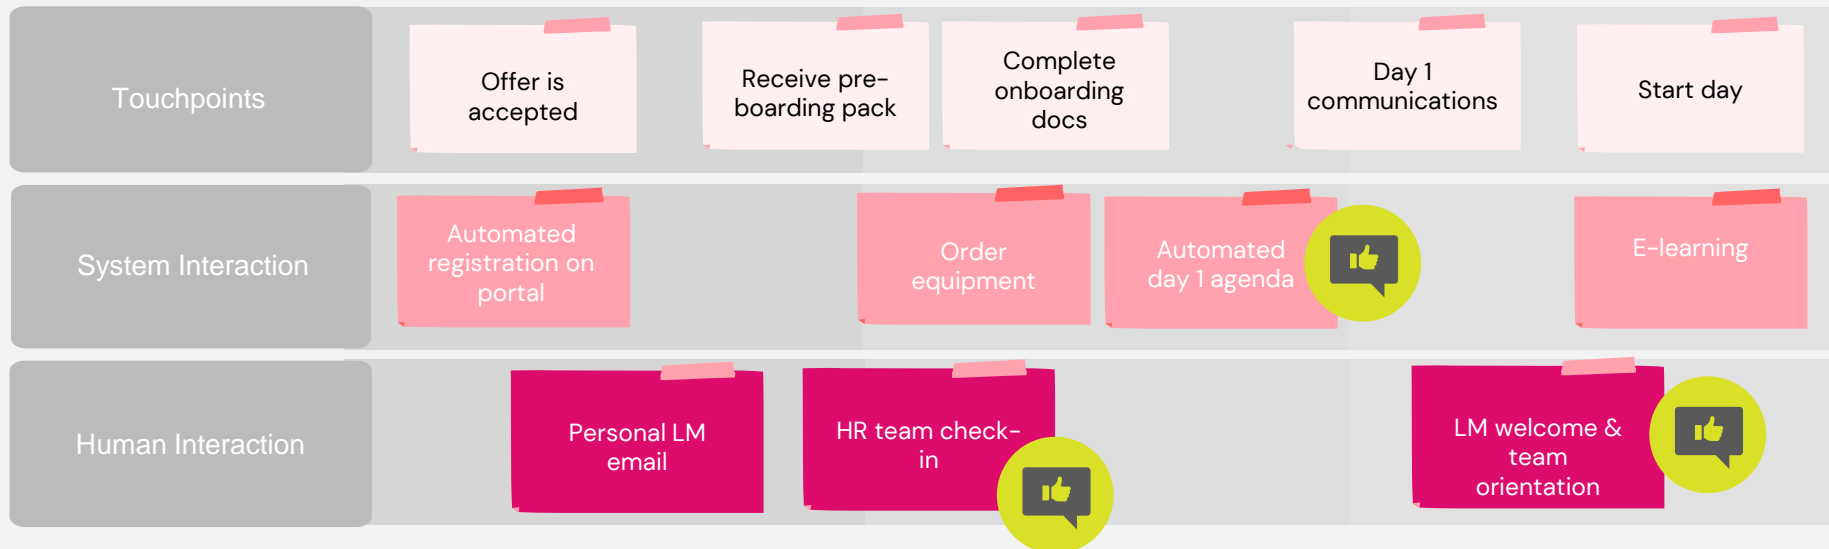 Touchpoints
Offer is
accepted
Receive pre-
boarding pack
Complete
onboarding
docs
Day 1
communications
Start day
System Interaction
Automated
registration on
portal
Order
equipment
Automated
day 1 agenda
E-learning
Human Interaction
Personal LM
email
HR team check-
in
LM welcome &
team
orientation